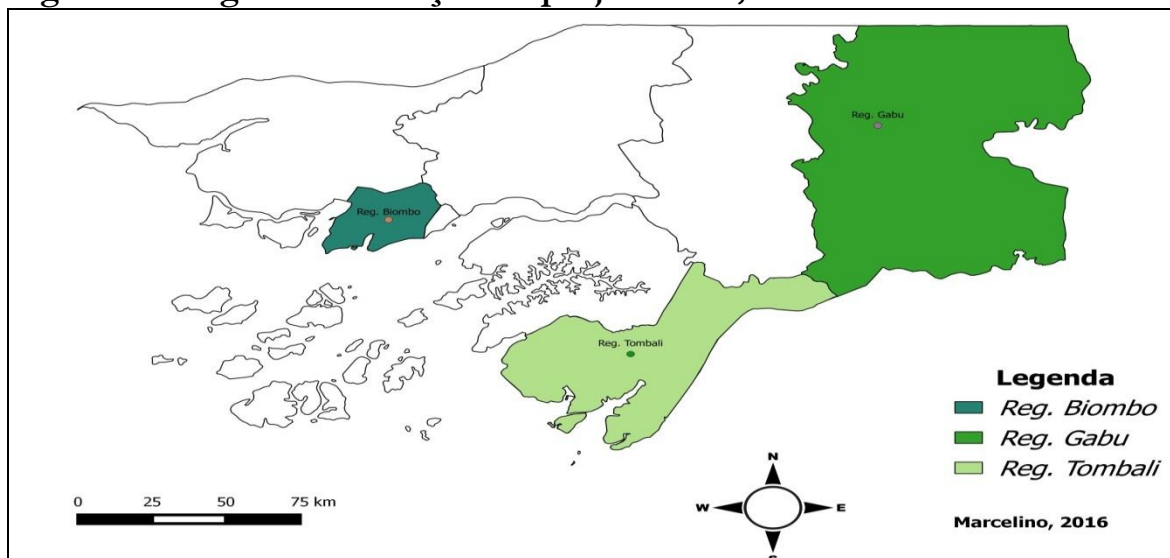 Reg. Gabu
Reg. Biombo
Reg. Tombali
Legenda
Reg. Biombo
Reg. Gabu
Reg. Tombali
N
W
E
S
0 25 50 75 km
Marcelino, 2016